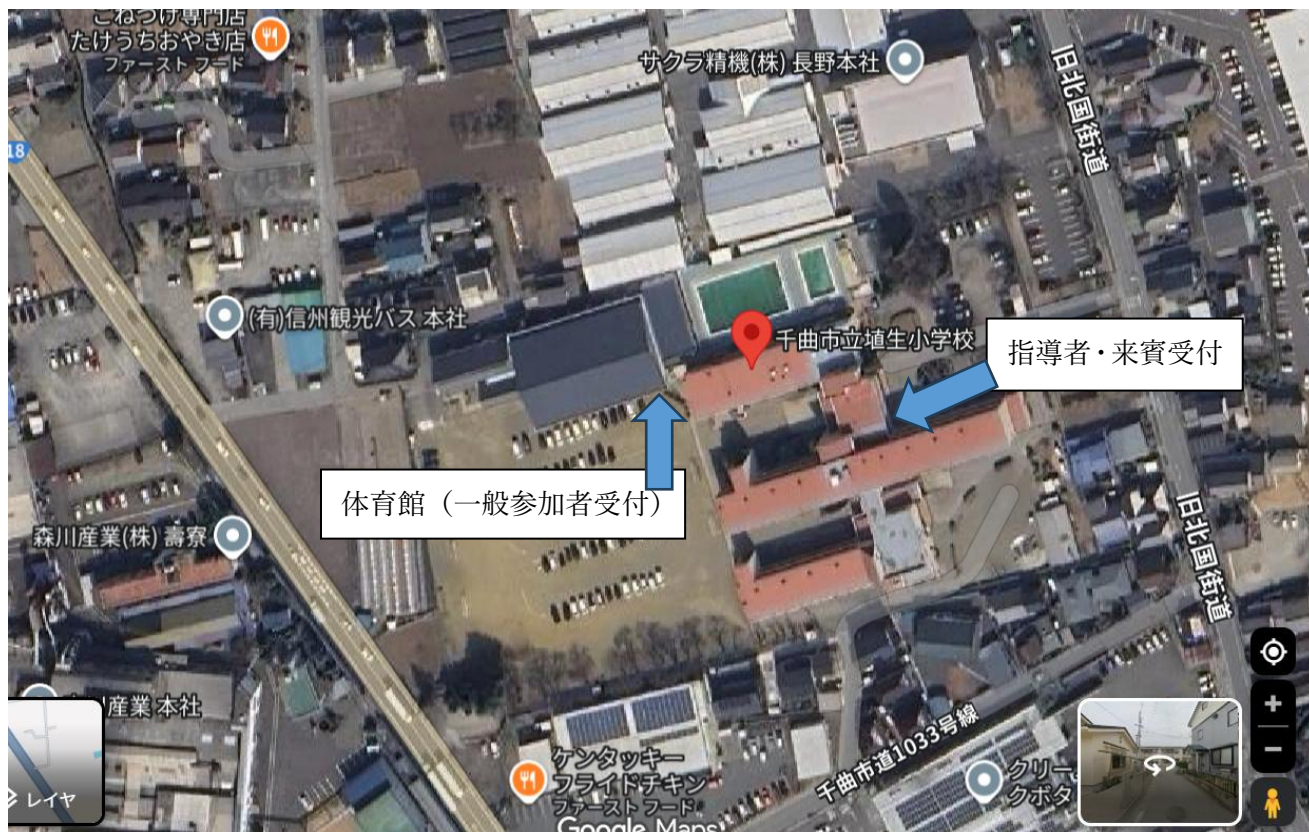 こねつけ専門店
たけうちおやき店
ファースト フード
サクラ精機(株) 長野本社
旧北国街道
18
(有)信州観光バス 本社
千曲市立埴生小学校
指導者・来賓受付
体育館（一般参加者受付）
森川産業(株) 壽寮
旧北国街道
産業 本社
レイヤ
ケンタッキー
フライドチキン
ファースト フード
千曲市道1033号線
クリー
クボタ
Google Maps